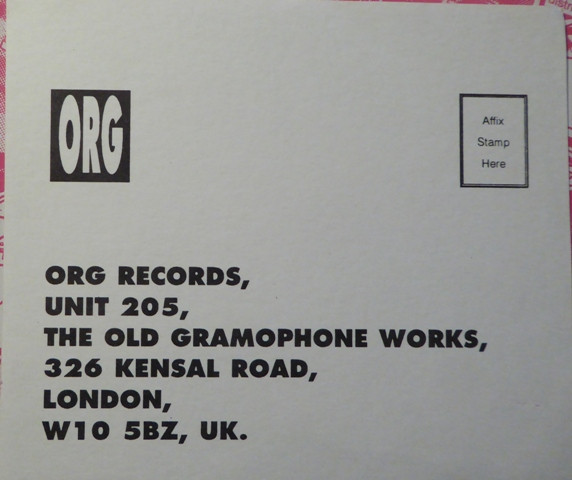 ORG
Affix
Stamp
Here
ORG RECORDS,
UNIT 205,
THE OLD GRAMOPHONE WORKS,
326 KENSAL ROAD,
LONDON,
W10 5BZ, UK.